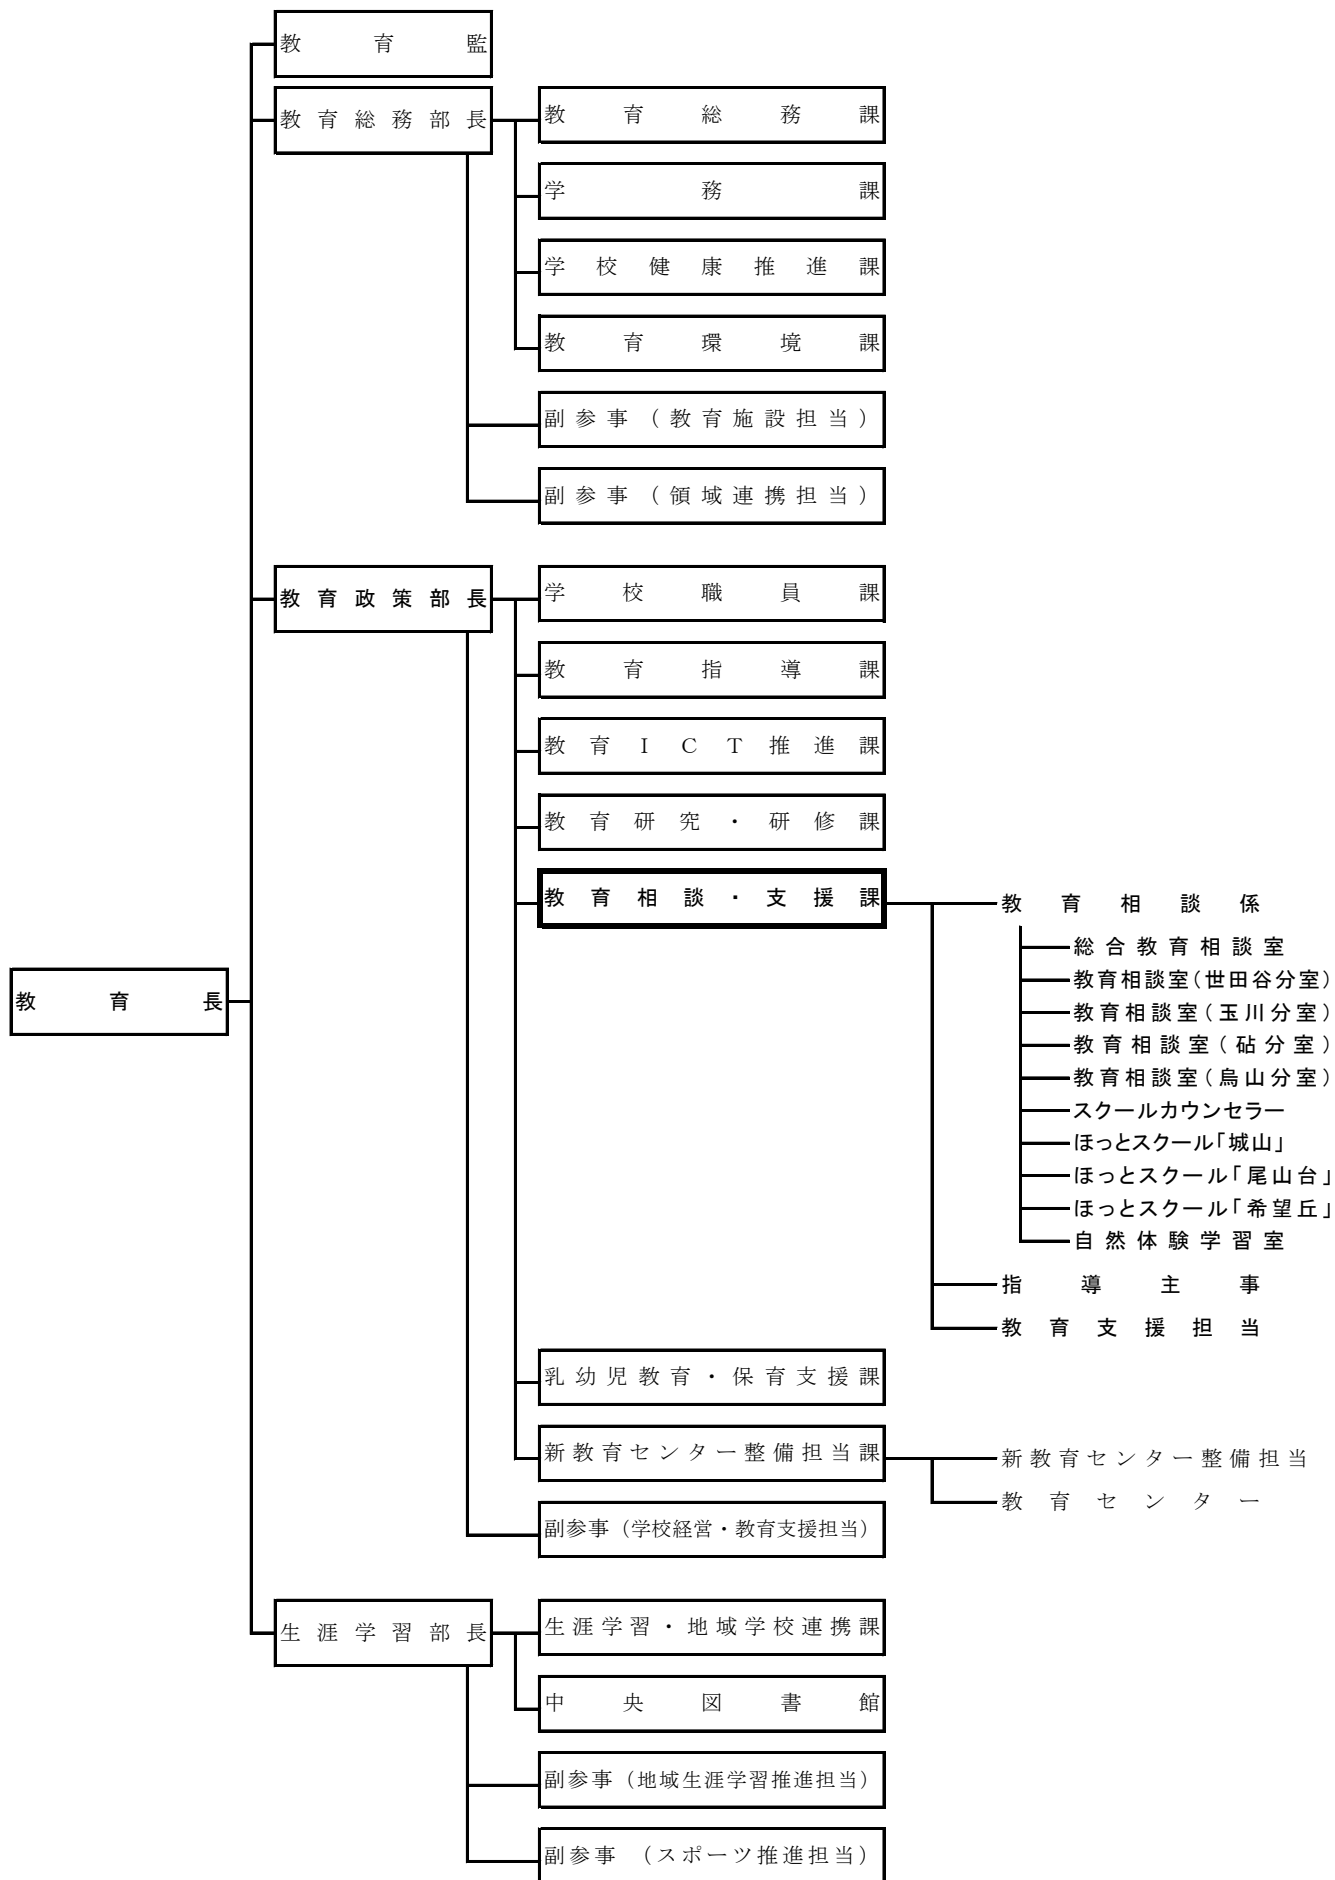 教育監
教育総務部長
教育総務課
学務課
学校健康推進課
教育環境課
副参事（教育施設担当）
副参事（領域連携担当）
教育政策部長
学校職員課
教育指導課
教育ＩＣＴ推進課
教育研究・研修課
教育相談・支援課
教育相談係
総合教育相談室
教育長
教育相談室（世田谷分室）
教育相談室（玉川分室）
教育相談室（砧分室）
教育相談室（烏山分室）
スクールカウンセラー
ほっとスクール「城山」
ほっとスクール「尾山台」
ほっとスクール「希望丘」
自然体験学習室
指導主事
教育支援担当
乳幼児教育・保育支援課
新教育センター整備担当課
新教育センター整備担当
教育センター
副参事（学校経営・教育支援担当）
生涯学習部長
生涯学習・地域学校連携課
中央図書館
副参事（地域生涯学習推進担当）
副参事（スポーツ推進担当）